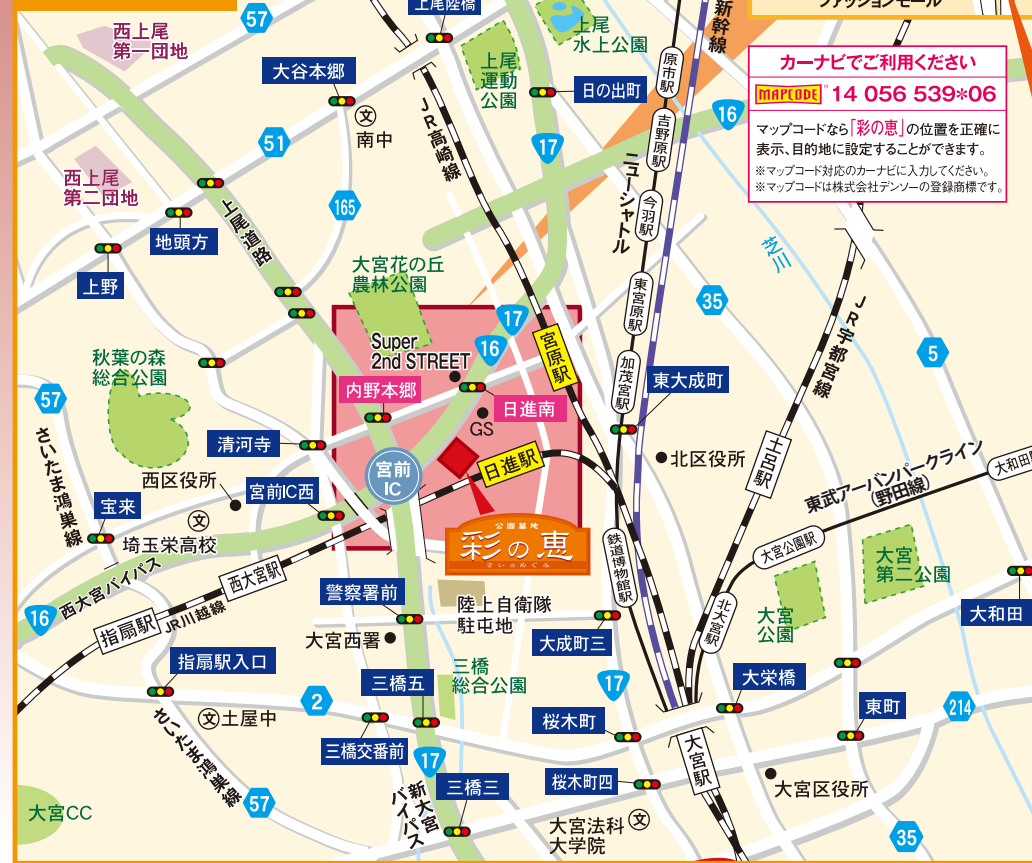 上尾陸橋
ファッションモール
57
西上尾
第一団地
新幹線
上尾
水上公園
大谷本郷
上尾
運動
公園
日の出町
原市駅
カーナビでご利用ください
MAPCODE 14 056 539*06
マップコードなら「彩の恵」の位置を正確に
表示、目的地に設定することができます。
※マップコード対応のカーナビに入力してください。
※マップコードは株式会社デンソーの登録商標です。
文
南中
JR高崎線
16
吉野原駅
51
17
ニューシャトル
西上尾
第二団地
165
今羽駅
地頭方
上尾道路
芝川
上野
大宮花の丘
農林公園
東宮原駅
35
JR宇都宮線
17
16
Super
2nd STREET
宮原駅
5
秋葉の森
総合公園
加茂宮駅
東大成町
57
内野本郷
日進南
GS
さいたま鴻巣線
清河寺
日進駅
北区役所
土呂駅
宮前
IC
西区役所
宮前IC西
東武アーバンパークライン
(野田線)
大和田
宝来
文
埼玉栄高校
公園墓地
彩の恵
さいのめぐみ
鉄道博物館駅
大宮公園駅
大宮
第二公園
西大宮バイパス
西大宮駅
16
指扇駅
JR川越線
警察署前
陸上自衛隊
駐屯地
北大宮駅
大宮
公園
大和田
大宮西署
大成町三
指扇駅入口
三橋
総合公園
三橋五
17
大栄橋
2
文
土屋中
桜木町
東町
214
さいたま鴻巣線
三橋交番前
大宮駅
17
新大宮
バイパス
三橋三
桜木町四
大宮区役所
57
大宮CC
大宮法科
大学院
文
35